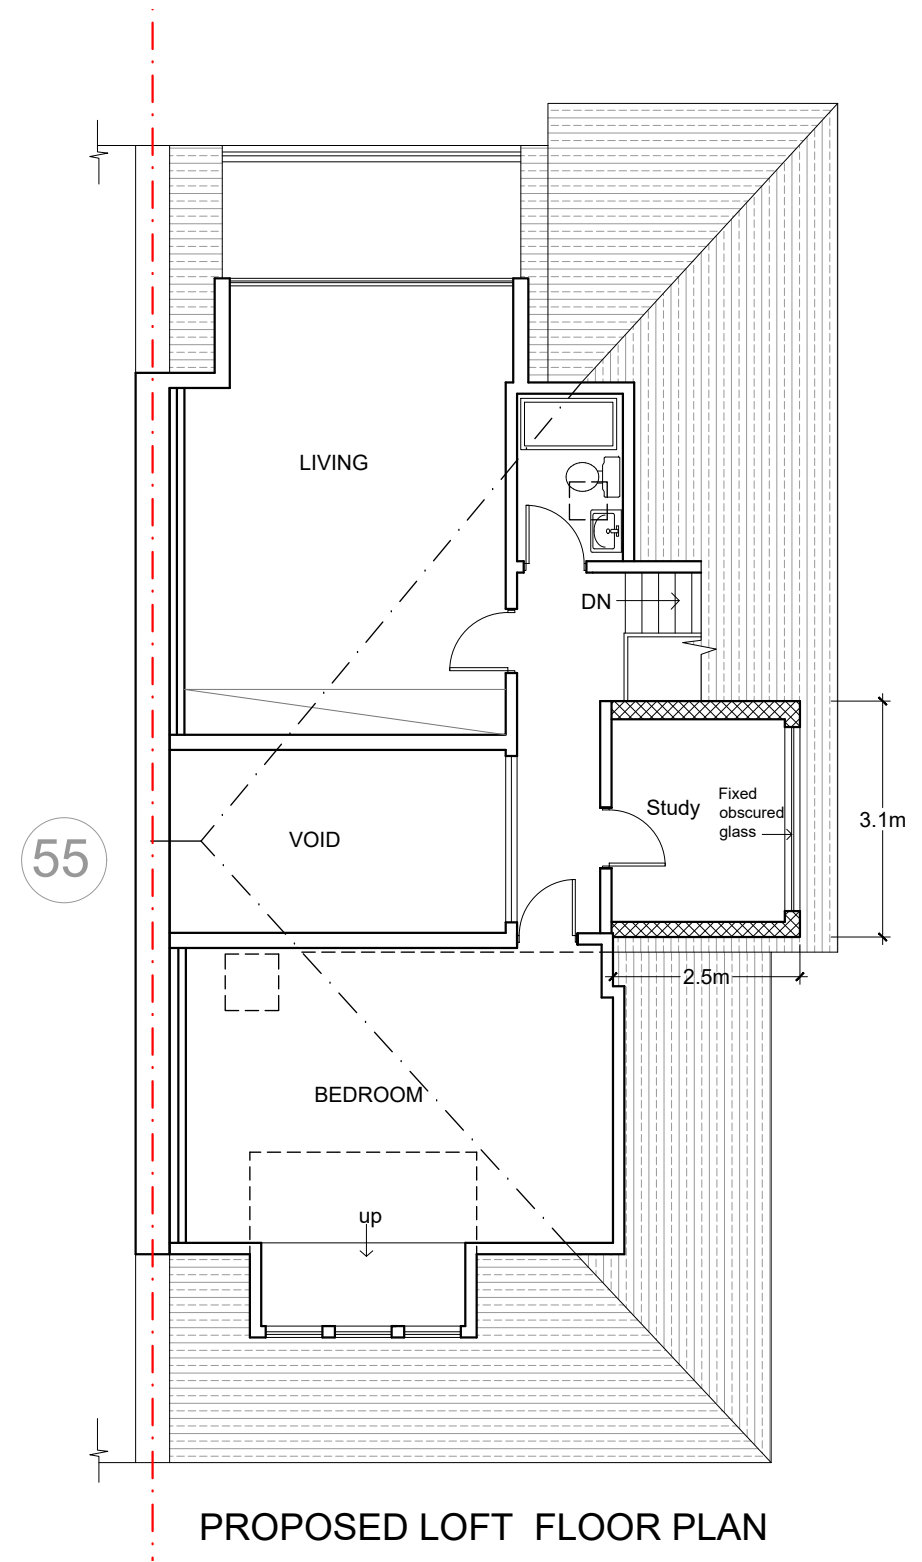 LIVING
DN
Study
Fixed
obscured
glass
3.1m
VOID
55
2.5m
BEDROOM
up
PROPOSED LOFT FLOOR PLAN